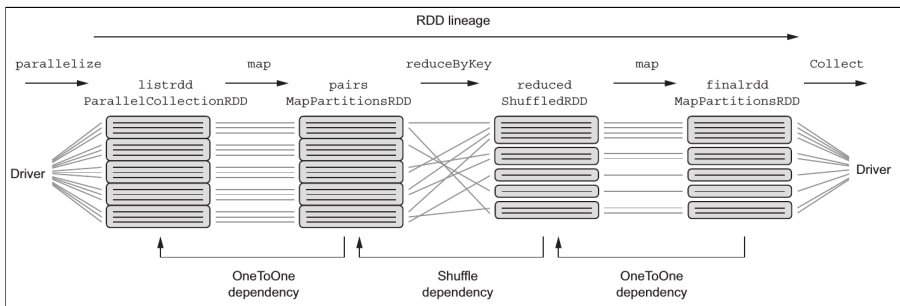 RDD lineage
parallelize
map
reduceByKey
map
Collect
listrdd
ParallelCollectionRDD
pairs
MapPartitionsRDD
reduced
ShuffledRDD
finalrdd
MapPartitionsRDD
Driver
Driver
OneToOne
dependency
Shuffle
dependency
OneToOne
dependency